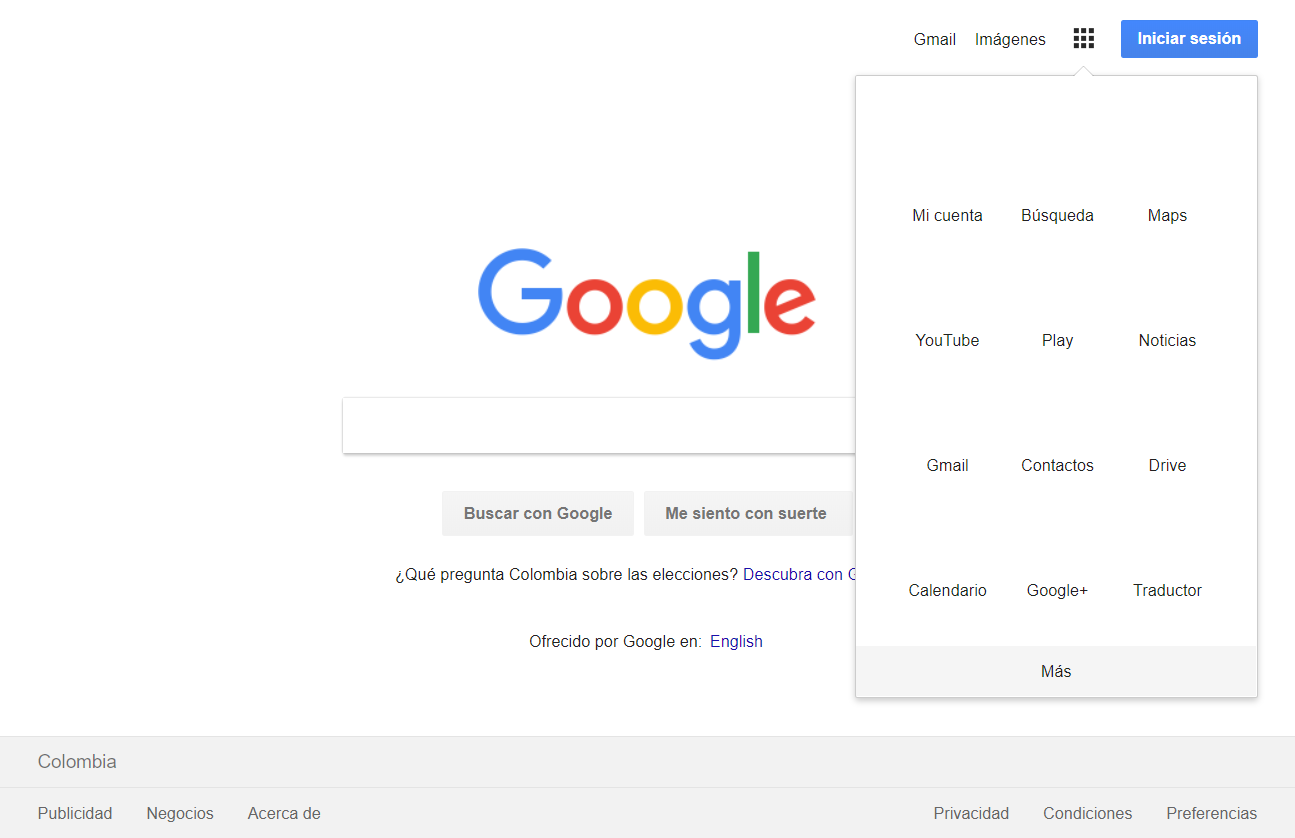 Gmail Imágenes Iniciar sesión
Mi cuenta Búsqueda Maps
YouTube Play Noticias
Gmail Contactos Drive
Calendario Google+ Traductor
Más
Google
Buscar con Google Me siento con suerte
¿Qué pregunta Colombia sobre las elecciones? Descubra con
Ofrecido por Google en: English
Colombia
Publicidad Negocios Acerca de Privacidad Condiciones Preferencias